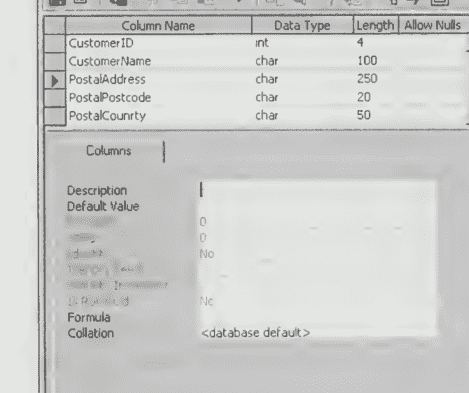 Column Name Data Type Length Allow Nulls
CustomerID int 4
CustomerName char 100
PostalAddress char 250
PostalPostcode char 20
PostalCounrty char 50
Columns
Description
Default Value
0
0
No
No
Formula
Collation <database default>